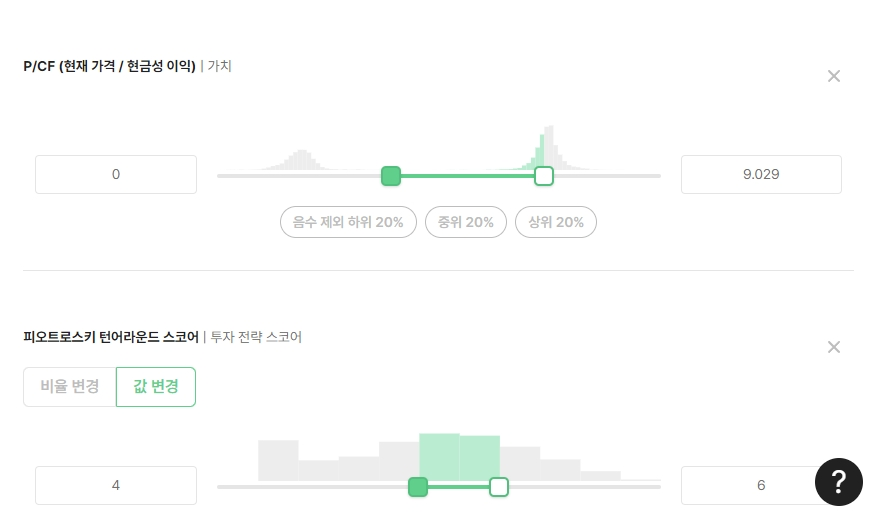 P/CF (현재 가격 / 현금성 이익) | 가치
0
9.029
음수 제외 하위 20%
중위 20%
상위 20%
피오트로스키 턴어라운드 스코어 | 투자 전략 스코어
비율 변경
값 변경
4
6
?